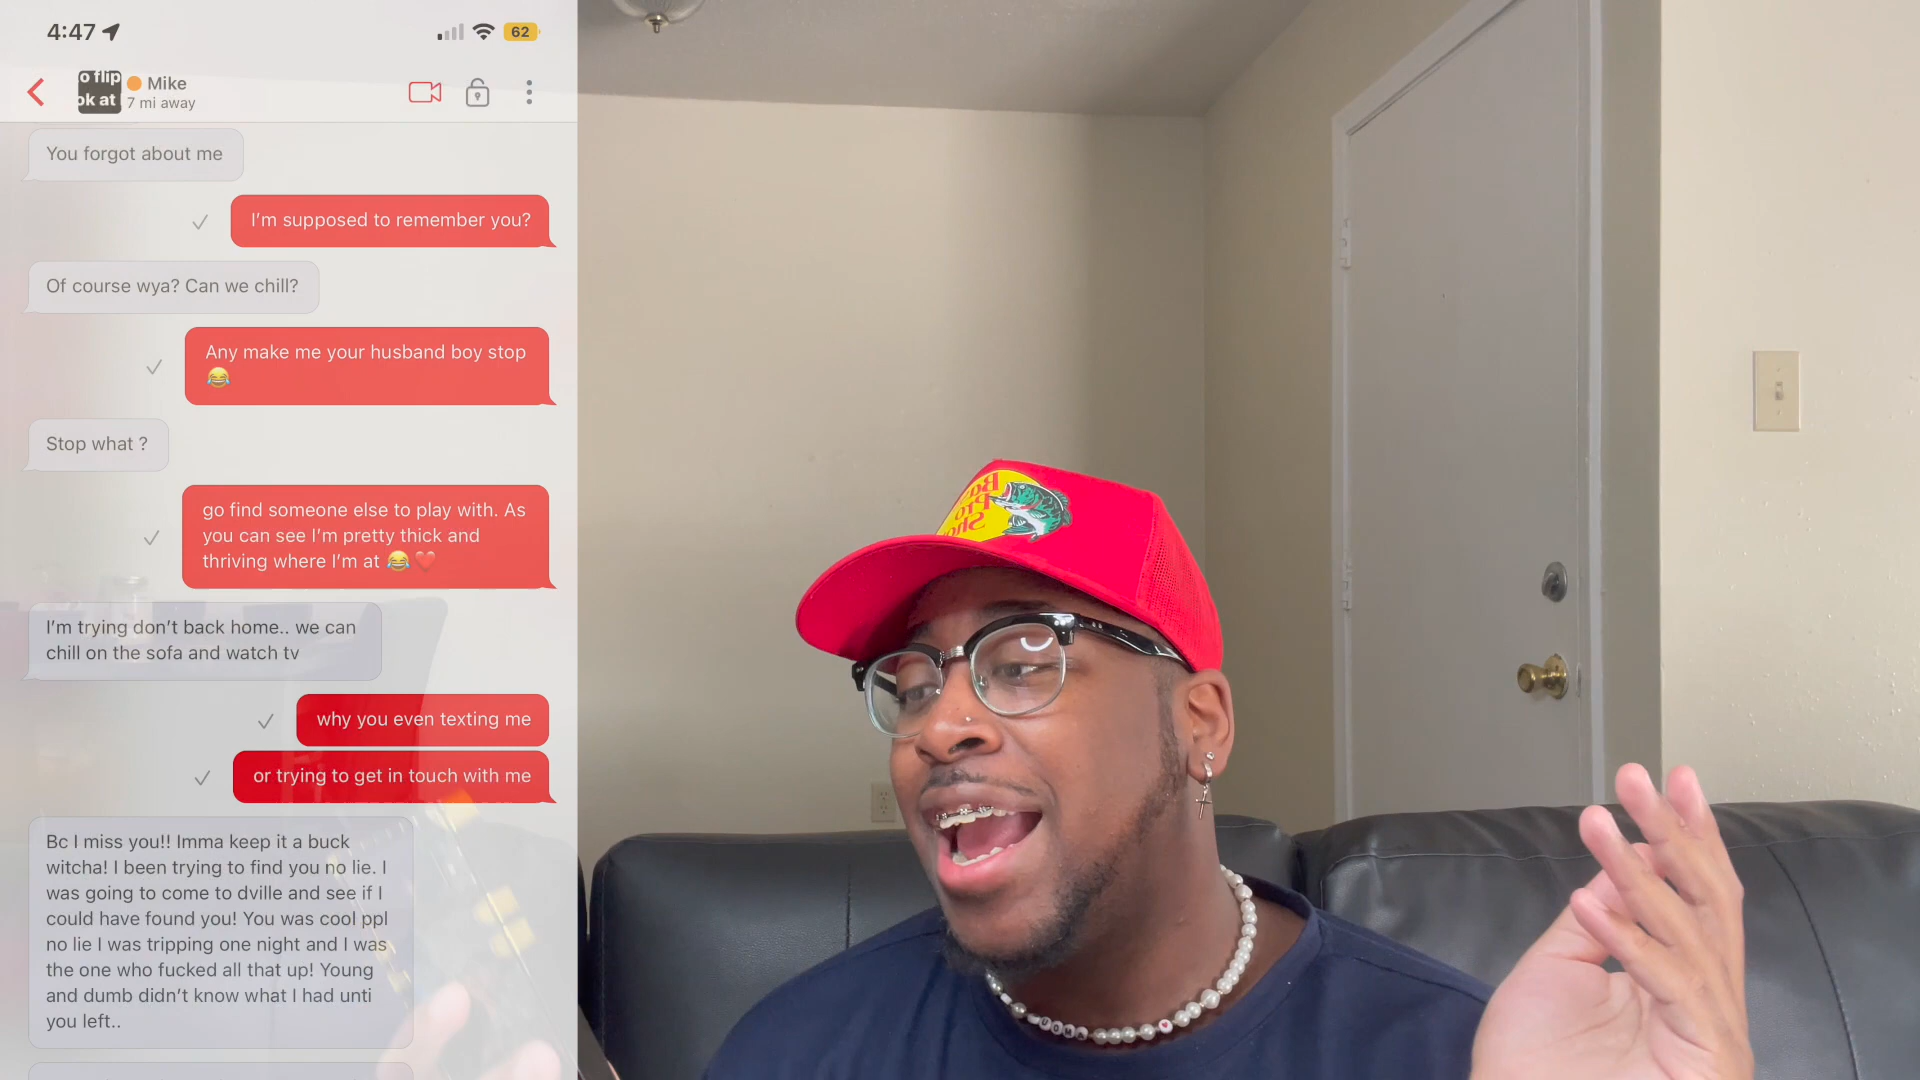 4:47
62
o flip
ok at
Mike
7 mi away
You forgot about me
I'm supposed to remember you?
Of course wya? Can we chill?
Any make me your husband boy stop
😂
Stop what ?
go find someone else to play with. As
you can see I'm pretty thick and
thriving where I'm at 😂❤️
I'm trying don't back home.. we can
chill on the sofa and watch tv
why you even texting me
or trying to get in touch with me
Bc I miss you!! Imma keep it a buck
witcha! I been trying to find you no lie. I
was going to come to dville and see if I
could have found you! You was cool ppl
no lie I was tripping one night and I was
the one who fucked all that up! Young
and dumb didn't know what I had unti
you left..
Bass
Pro
Sho